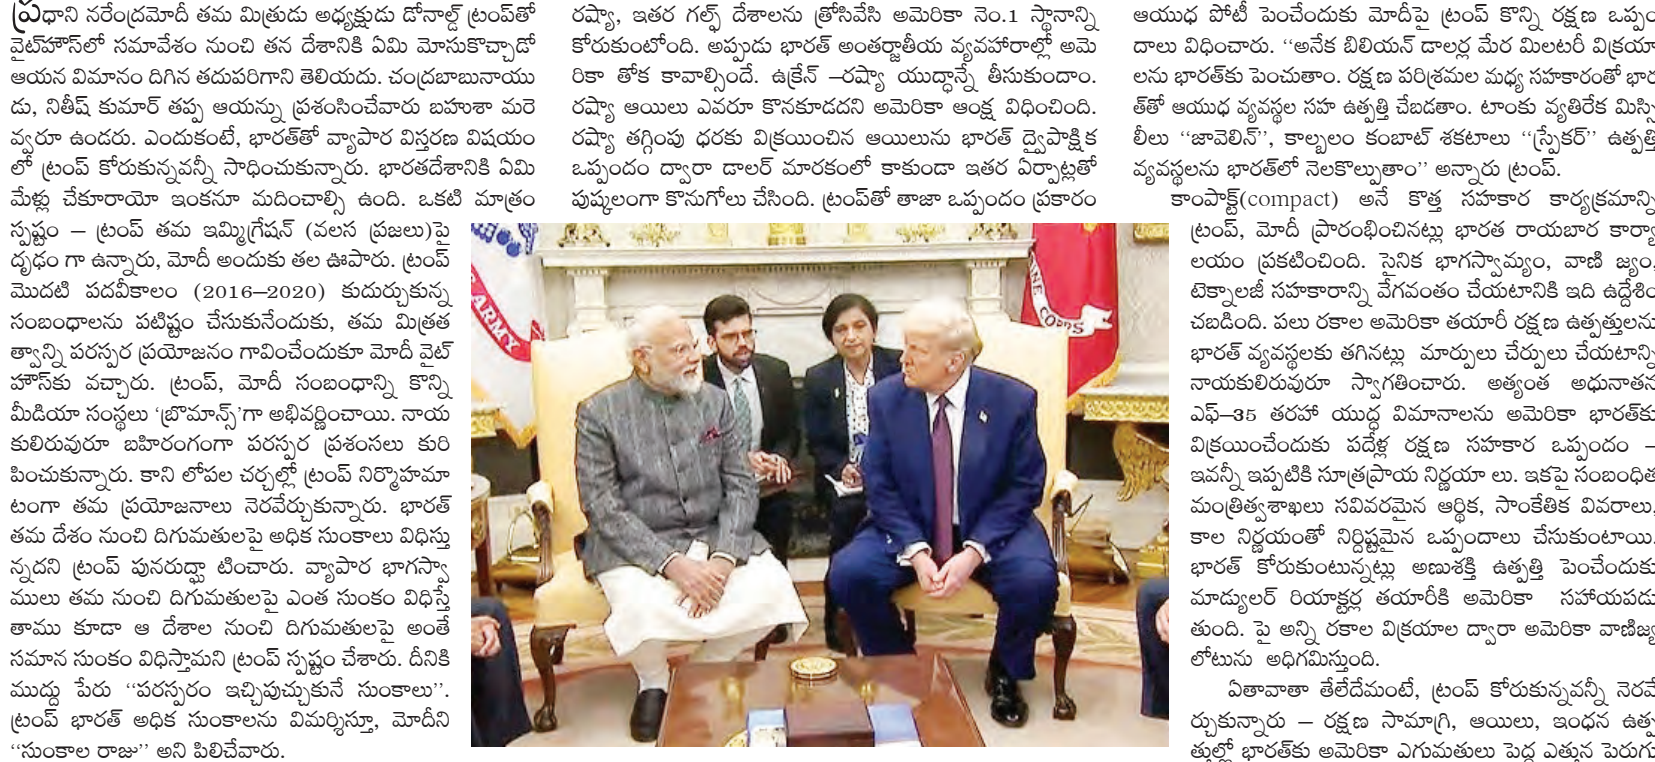 ప్రధాని నరేంద్రమోదీ తమ మిత్రుడు అధ్యక్షుడు డోనాల్డ్ ట్రంప్‌తో
వైట్‌హౌస్‌లో సమావేశం నుంచి తన దేశానికి ఏమి మోసుకొచ్చాడో
ఆయన విమానం దిగిన తదుపరిగాని తెలియదు. చంద్రబాబునాయు
డు, నితీష్ కుమార్ తప్ప ఆయన్ను ప్రశంసించేవారు బహుశా మరె
వ్వరూ ఉండరు. ఎందుకంటే, భారత్‌తో వ్యాపార విస్తరణ విషయం
లో ట్రంప్ కోరుకున్నవన్నీ సాధించుకున్నారు. భారతదేశానికి ఏమి
మేళ్లు చేకూరాయో ఇంకనూ మదించాల్సి ఉంది. ఒకటి మాత్రం
స్పష్టం – ట్రంప్ తమ ఇమ్మిగ్రేషన్ (వలస ప్రజలు)పై
దృఢం గా ఉన్నారు, మోదీ అందుకు తల ఊపారు. ట్రంప్
మొదటి పదవీకాలం (2016–2020) కుదుర్చుకున్న
సంబంధాలను పటిష్టం చేసుకునేందుకు, తమ మిత్రత
త్వాన్ని పరస్పర ప్రయోజనం గావించేందుకూ మోదీ వైట్
హౌస్‌కు వచ్చారు. ట్రంప్, మోదీ సంబంధాన్ని కొన్ని
మీడియా సంస్థలు ‘బ్రొమాన్స్’గా అభివర్ణించాయి. నాయ
కులిరువురూ బహిరంగంగా పరస్పర ప్రశంసలు కురి
పించుకున్నారు. కాని లోపల చర్చల్లో ట్రంప్ నిర్మొహమా
టంగా తమ ప్రయోజనాలు నెరవేర్చుకున్నారు. భారత్
తమ దేశం నుంచి దిగుమతులపై అధిక సుంకాలు విధిస్తు
న్నదని ట్రంప్ పునరుద్ఘా టించారు. వ్యాపార భాగస్వా
ములు తమ నుంచి దిగుమతులపై ఎంత సుంకం విధిస్తే
తాము కూడా ఆ దేశాల నుంచి దిగుమతులపై అంతే
సమాన సుంకం విధిస్తామని ట్రంప్ స్పష్టం చేశారు. దీనికి
ముద్దు పేరు ‘‘పరస్పరం ఇచ్చిపుచ్చుకునే సుంకాలు’’.
ట్రంప్ భారత్ అధిక సుంకాలను విమర్శిస్తూ, మోదీని
‘‘సుంకాల రాజు’’ అని పిలిచేవారు.
రష్యా, ఇతర గల్ఫ్ దేశాలను త్రోసివేసి అమెరికా నెం.1 స్థానాన్ని
కోరుకుంటోంది. అప్పుడు భారత్ అంతర్జాతీయ వ్యవహారాల్లో అమె
రికా తోక కావాల్సిందే. ఉక్రేన్ –రష్యా యుద్ధాన్నే తీసుకుందాం.
రష్యా ఆయిలు ఎవరూ కొనకూడదని అమెరికా ఆంక్ష విధించింది.
రష్యా తగ్గింపు ధరకు విక్రయించిన ఆయిలును భారత్ ద్వైపాక్షిక
ఒప్పందం ద్వారా డాలర్ మారకంలో కాకుండా ఇతర ఏర్పాట్లతో
పుష్కలంగా కొనుగోలు చేసింది. ట్రంప్‌తో తాజా ఒప్పందం ప్రకారం
ARMY
INE CORPS
ఆయుధ పోటీ పెంచేందుకు మోదీపై ట్రంప్ కొన్ని రక్షణ ఒప్పం
దాలు విధించారు. ‘‘అనేక బిలియన్ డాలర్ల మేర మిలటరీ విక్రయా
లను భారత్‌కు పెంచుతాం. రక్షణ పరిశ్రమల మధ్య సహకారంతో భార
త్‌తో ఆయుధ వ్యవస్థల సహ ఉత్పత్తి చేబడతాం. టాంకు వ్యతిరేక మిస్సి
లీలు ‘‘జావెలిన్’’, కాల్బలం కంబాట్ శకటాలు ‘‘స్ట్రేకర్’’ ఉత్పత్తి
వ్యవస్థలను భారత్‌లో నెలకొల్పుతాం’’ అన్నారు ట్రంప్.
కాంపాక్ట్(compact) అనే కొత్త సహకార కార్యక్రమాన్ని
ట్రంప్, మోదీ ప్రారంభించినట్లు భారత రాయబార కార్యా
లయం ప్రకటించింది. సైనిక భాగస్వామ్యం, వాణి జ్యం,
టెక్నాలజీ సహకారాన్ని వేగవంతం చేయటానికి ఇది ఉద్దేశిం
చబడింది. పలు రకాల అమెరికా తయారీ రక్షణ ఉత్పత్తులను
భారత్ వ్యవస్థలకు తగినట్లు మార్పులు చేర్పులు చేయటాన్ని
నాయకులిరువురూ స్వాగతించారు. అత్యంత అధునాతన
ఎఫ్–35 తరహా యుద్ధ విమానాలను అమెరికా భారత్‌కు
విక్రయించేందుకు పదేళ్ల రక్షణ సహకార ఒప్పందం –
ఇవన్నీ ఇప్పటికి సూత్రప్రాయ నిర్ణయా లు. ఇకపై సంబంధిత
మంత్రిత్వశాఖలు సవివరమైన ఆర్థిక, సాంకేతిక వివరాలు,
కాల నిర్ణయంతో నిర్దిష్టమైన ఒప్పందాలు చేసుకుంటాయి.
భారత్ కోరుకుంటున్నట్లు అణుశక్తి ఉత్పత్తి పెంచేందుకు
మాడ్యులర్ రియాక్టర్ల తయారీకి అమెరికా సహాయపడు
తుంది. పై అన్ని రకాల విక్రయాల ద్వారా అమెరికా వాణిజ్య
లోటును అధిగమిస్తుంది.
ఏతావాతా తేలేదేమంటే, ట్రంప్ కోరుకున్నవన్నీ నెరవే
ర్చుకున్నారు – రక్షణ సామాగ్రి, ఆయిలు, ఇంధన ఉత్ప
త్తుల్లో భారత్‌కు అమెరికా ఎగుమతులు పెద్ద ఎత్తున పెరుగు